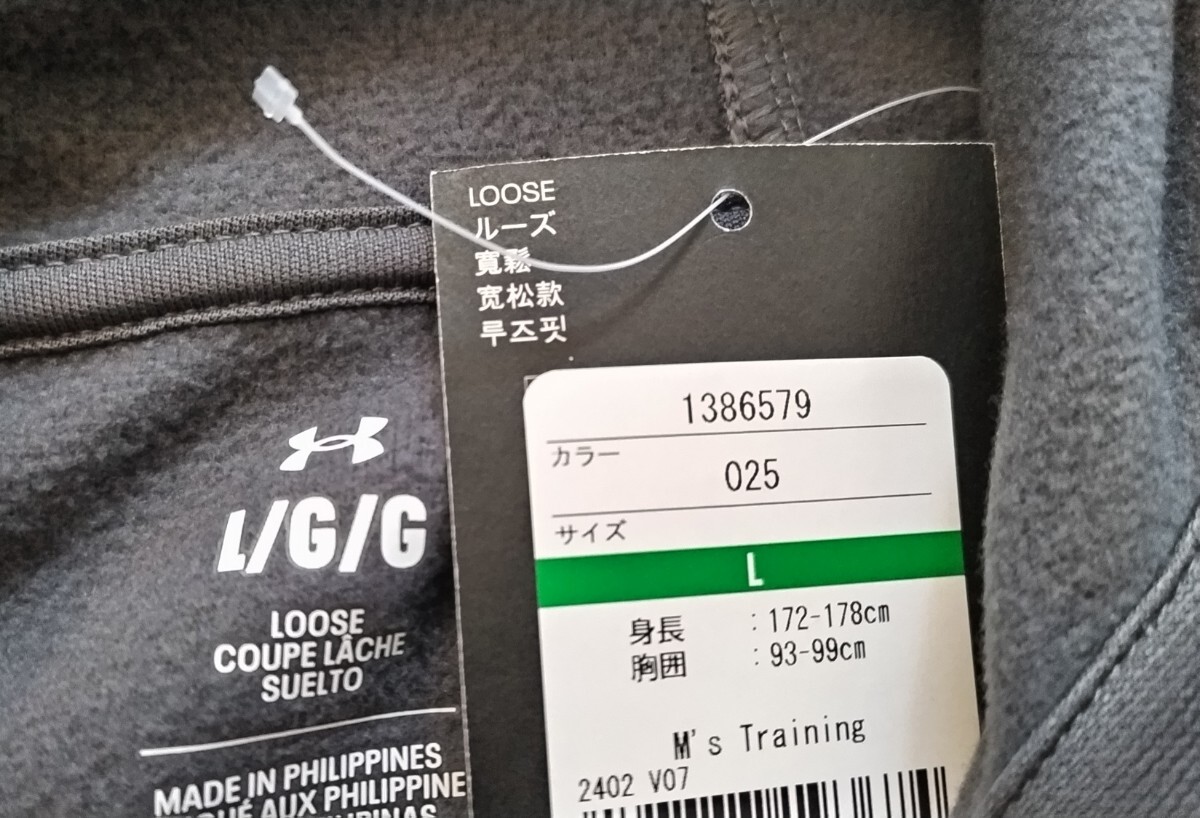 LOOSE
ルーズ
寬鬆
宽松款
루즈핏
1386579
カラー
025
サイズ
L
身長 : 172-178cm
胸囲 : 93-99cm
M's Training
2402 V07
L/G/G
LOOSE
COUPE LÂCHE
SUELTO
MADE IN PHILIPPINES
AUX PHILIPPINE